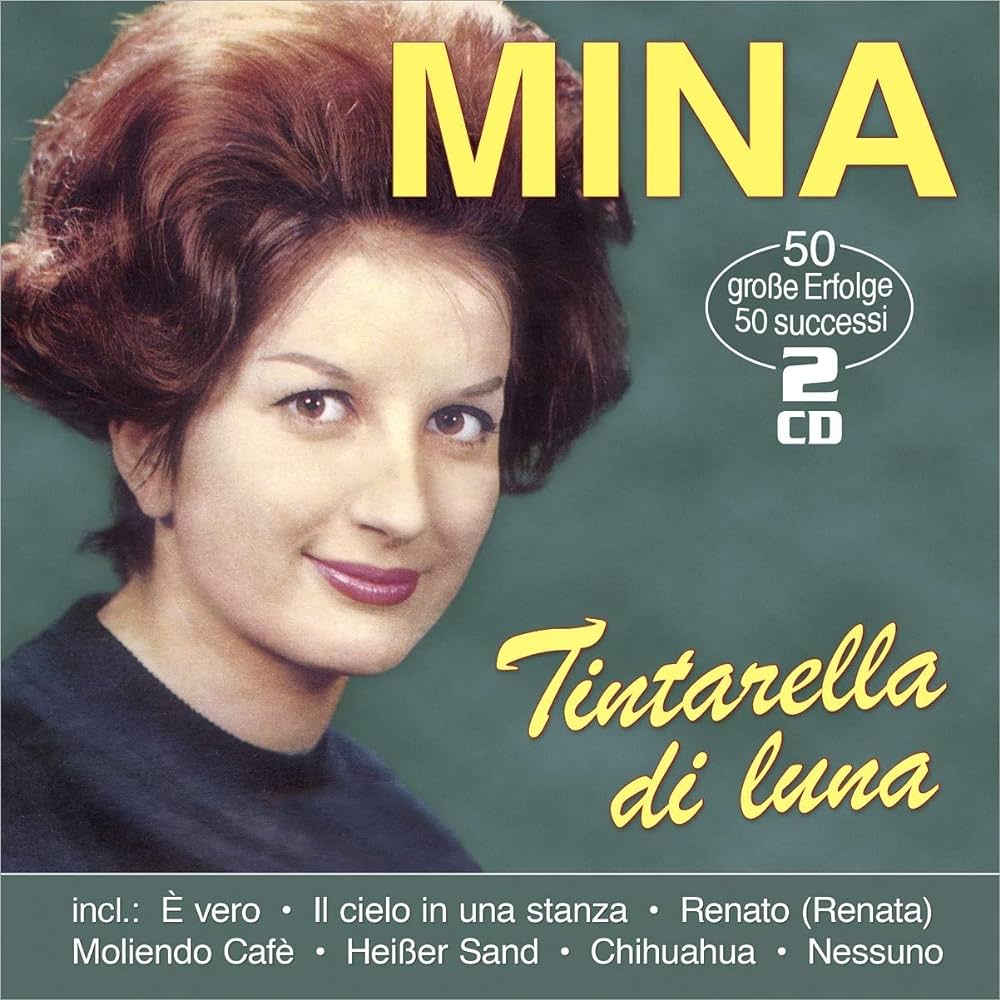 MINA
50
große Erfolge
50 successi
2
CD
Tintarella
di luna
incl.: È vero • Il cielo in una stanza • Renato (Renata)
Moliendo Cafè • Heißer Sand • Chihuahua • Nessuno